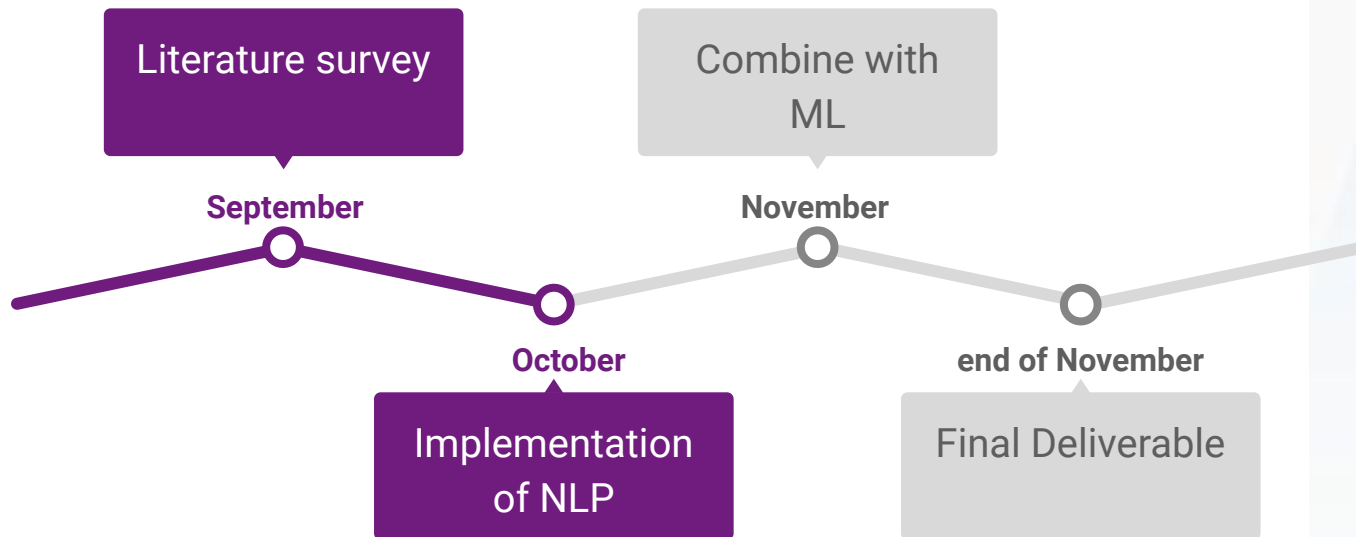 Literature survey
September
October
Implementation
of NLP
Combine with
ML
November
end of November
Final Deliverable